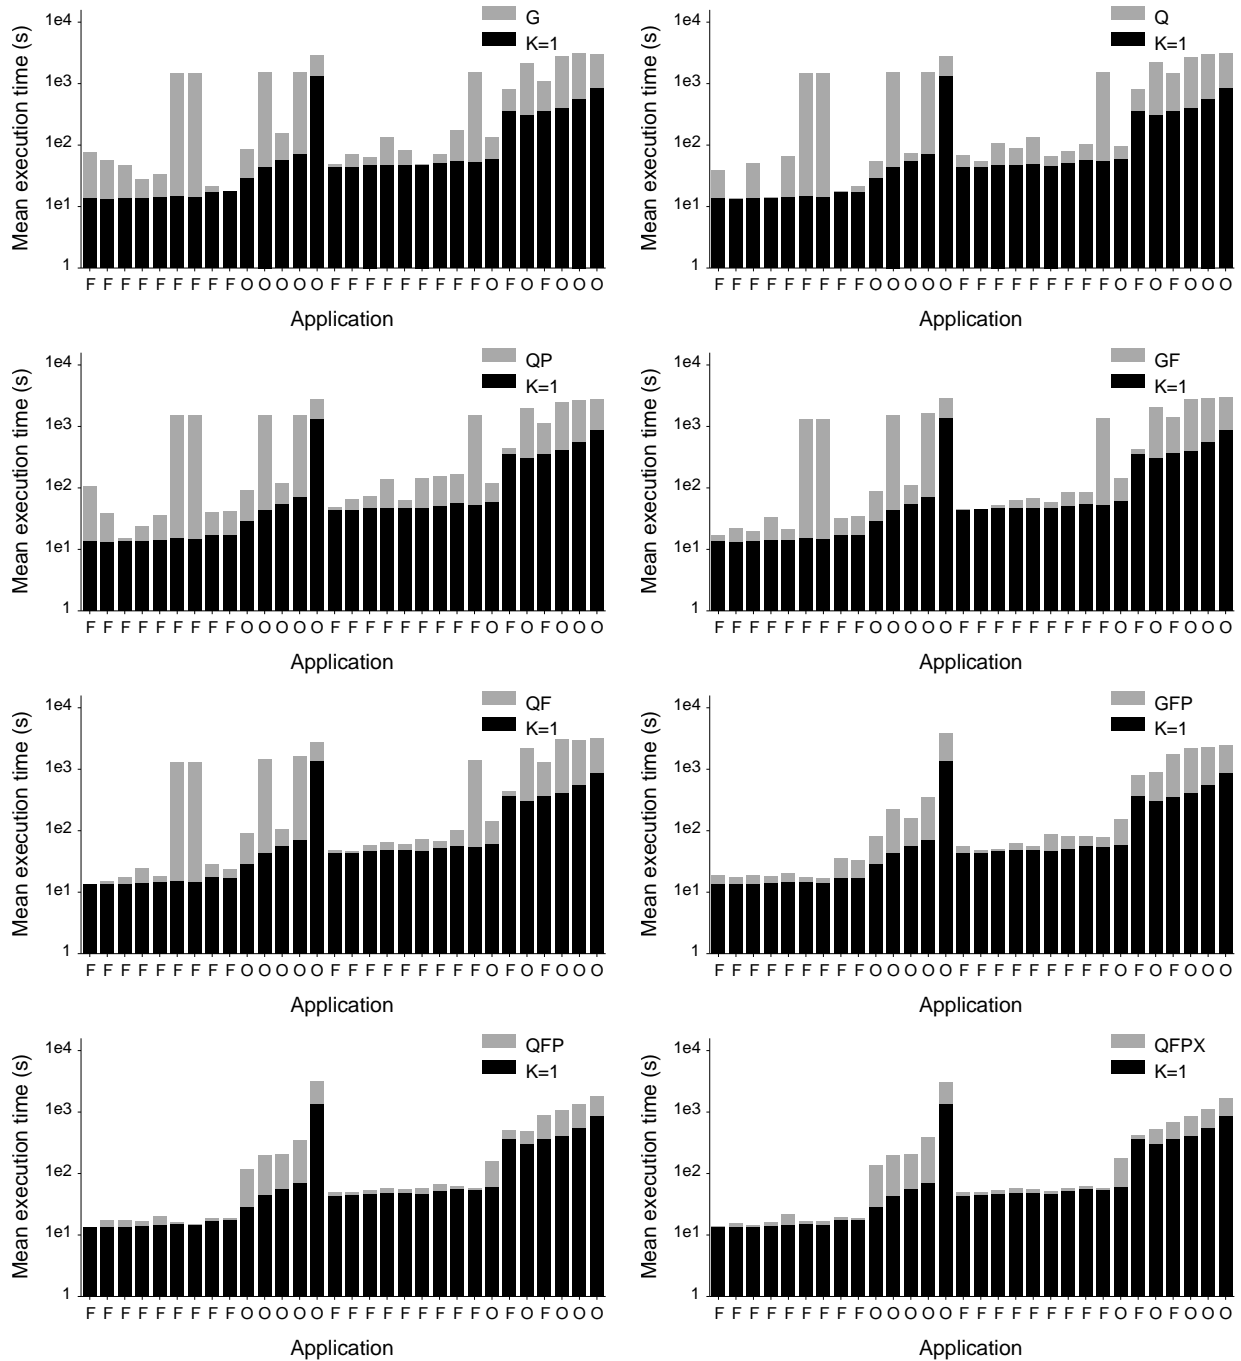 Mean execution time (s)
1e4
1e3
1e2
1e1
1
G
K=1
F F F F F F F F F O O O O O F F F F F F F F F O F O F O O O
Application
Mean execution time (s)
1e4
1e3
1e2
1e1
1
Q
K=1
F F F F F F F F F O O O O O F F F F F F F F F O F O F O O O
Application
Mean execution time (s)
1e4
1e3
1e2
1e1
1
QP
K=1
F F F F F F F F F O O O O O F F F F F F F F F O F O F O O O
Application
Mean execution time (s)
1e4
1e3
1e2
1e1
1
GF
K=1
F F F F F F F F F O O O O O F F F F F F F F F O F O F O O O
Application
Mean execution time (s)
1e4
1e3
1e2
1e1
1
QF
K=1
F F F F F F F F F O O O O O F F F F F F F F F O F O F O O O
Application
Mean execution time (s)
1e4
1e3
1e2
1e1
1
GFP
K=1
F F F F F F F F F O O O O O F F F F F F F F F O F O F O O O
Application
Mean execution time (s)
1e4
1e3
1e2
1e1
1
QFP
K=1
F F F F F F F F F O O O O O F F F F F F F F F O F O F O O O
Application
Mean execution time (s)
1e4
1e3
1e2
1e1
1
QFPX
K=1
F F F F F F F F F O O O O O F F F F F F F F F O F O F O O O
Application